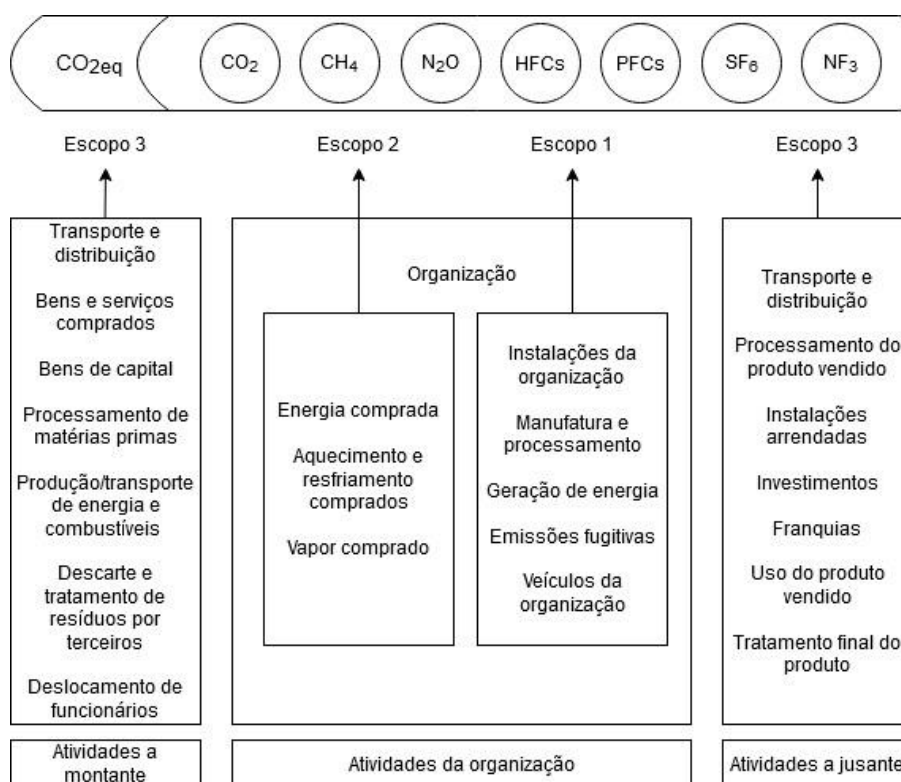 CO2eq
CO2
CH4
N2O
HFCs
PFCs
SF6
NF3
Escopo 3
Escopo 2
Escopo 1
Escopo 3
Transporte e
distribuição
Bens e serviços
comprados
Bens de capital
Processamento de
matérias primas
Produção/transporte
de energia e
combustíveis
Descarte e
tratamento de
resíduos por
terceiros
Deslocamento de
funcionários
Organização
Energia comprada
Aquecimento e
resfriamento
comprados
Vapor comprado
Instalações da
organização
Manufatura e
processamento
Geração de energia
Emissões fugitivas
Veículos da
organização
Transporte e
distribuição
Processamento do
produto vendido
Instalações
arrendadas
Investimentos
Franquias
Uso do produto
vendido
Tratamento final do
produto
Atividades a
montante
Atividades da organização
Atividades a jusante